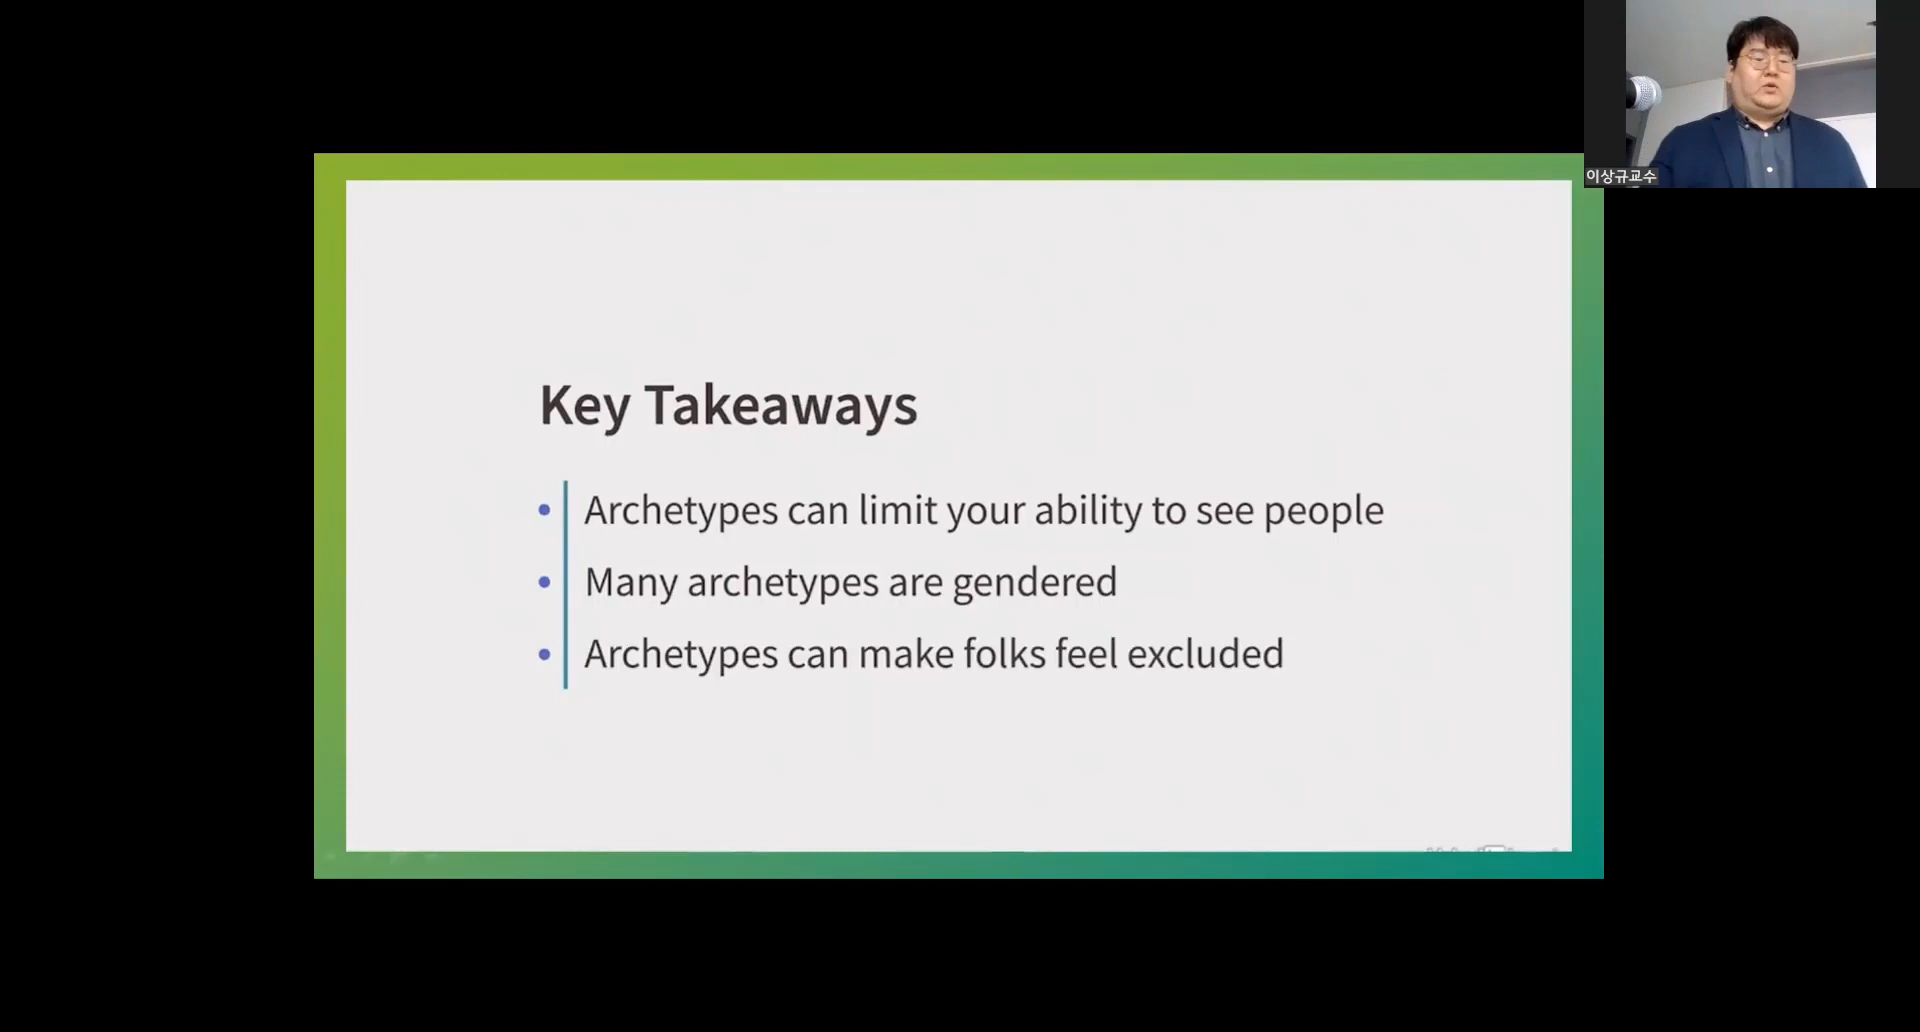 이상규교수
Key Takeaways
• Archetypes can limit your ability to see people
• Many archetypes are gendered
• Archetypes can make folks feel excluded